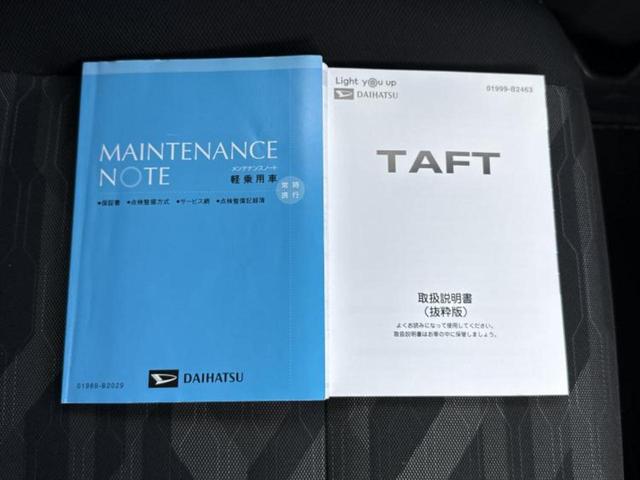 MAINTENANCE
NOTE
メンテナンスノート
軽乗用車
常時
携行
●保証書 ●点検整備方式 ●サービス網 ●点検整備記録簿
DAIHATSU
01989-B2029
Light you up
DAIHATSU
01999-B2463
TAFT
取扱説明書
（抜粋版）
よくお読みになって使用してください。
取扱説明書はお車の中に保管しましょう。